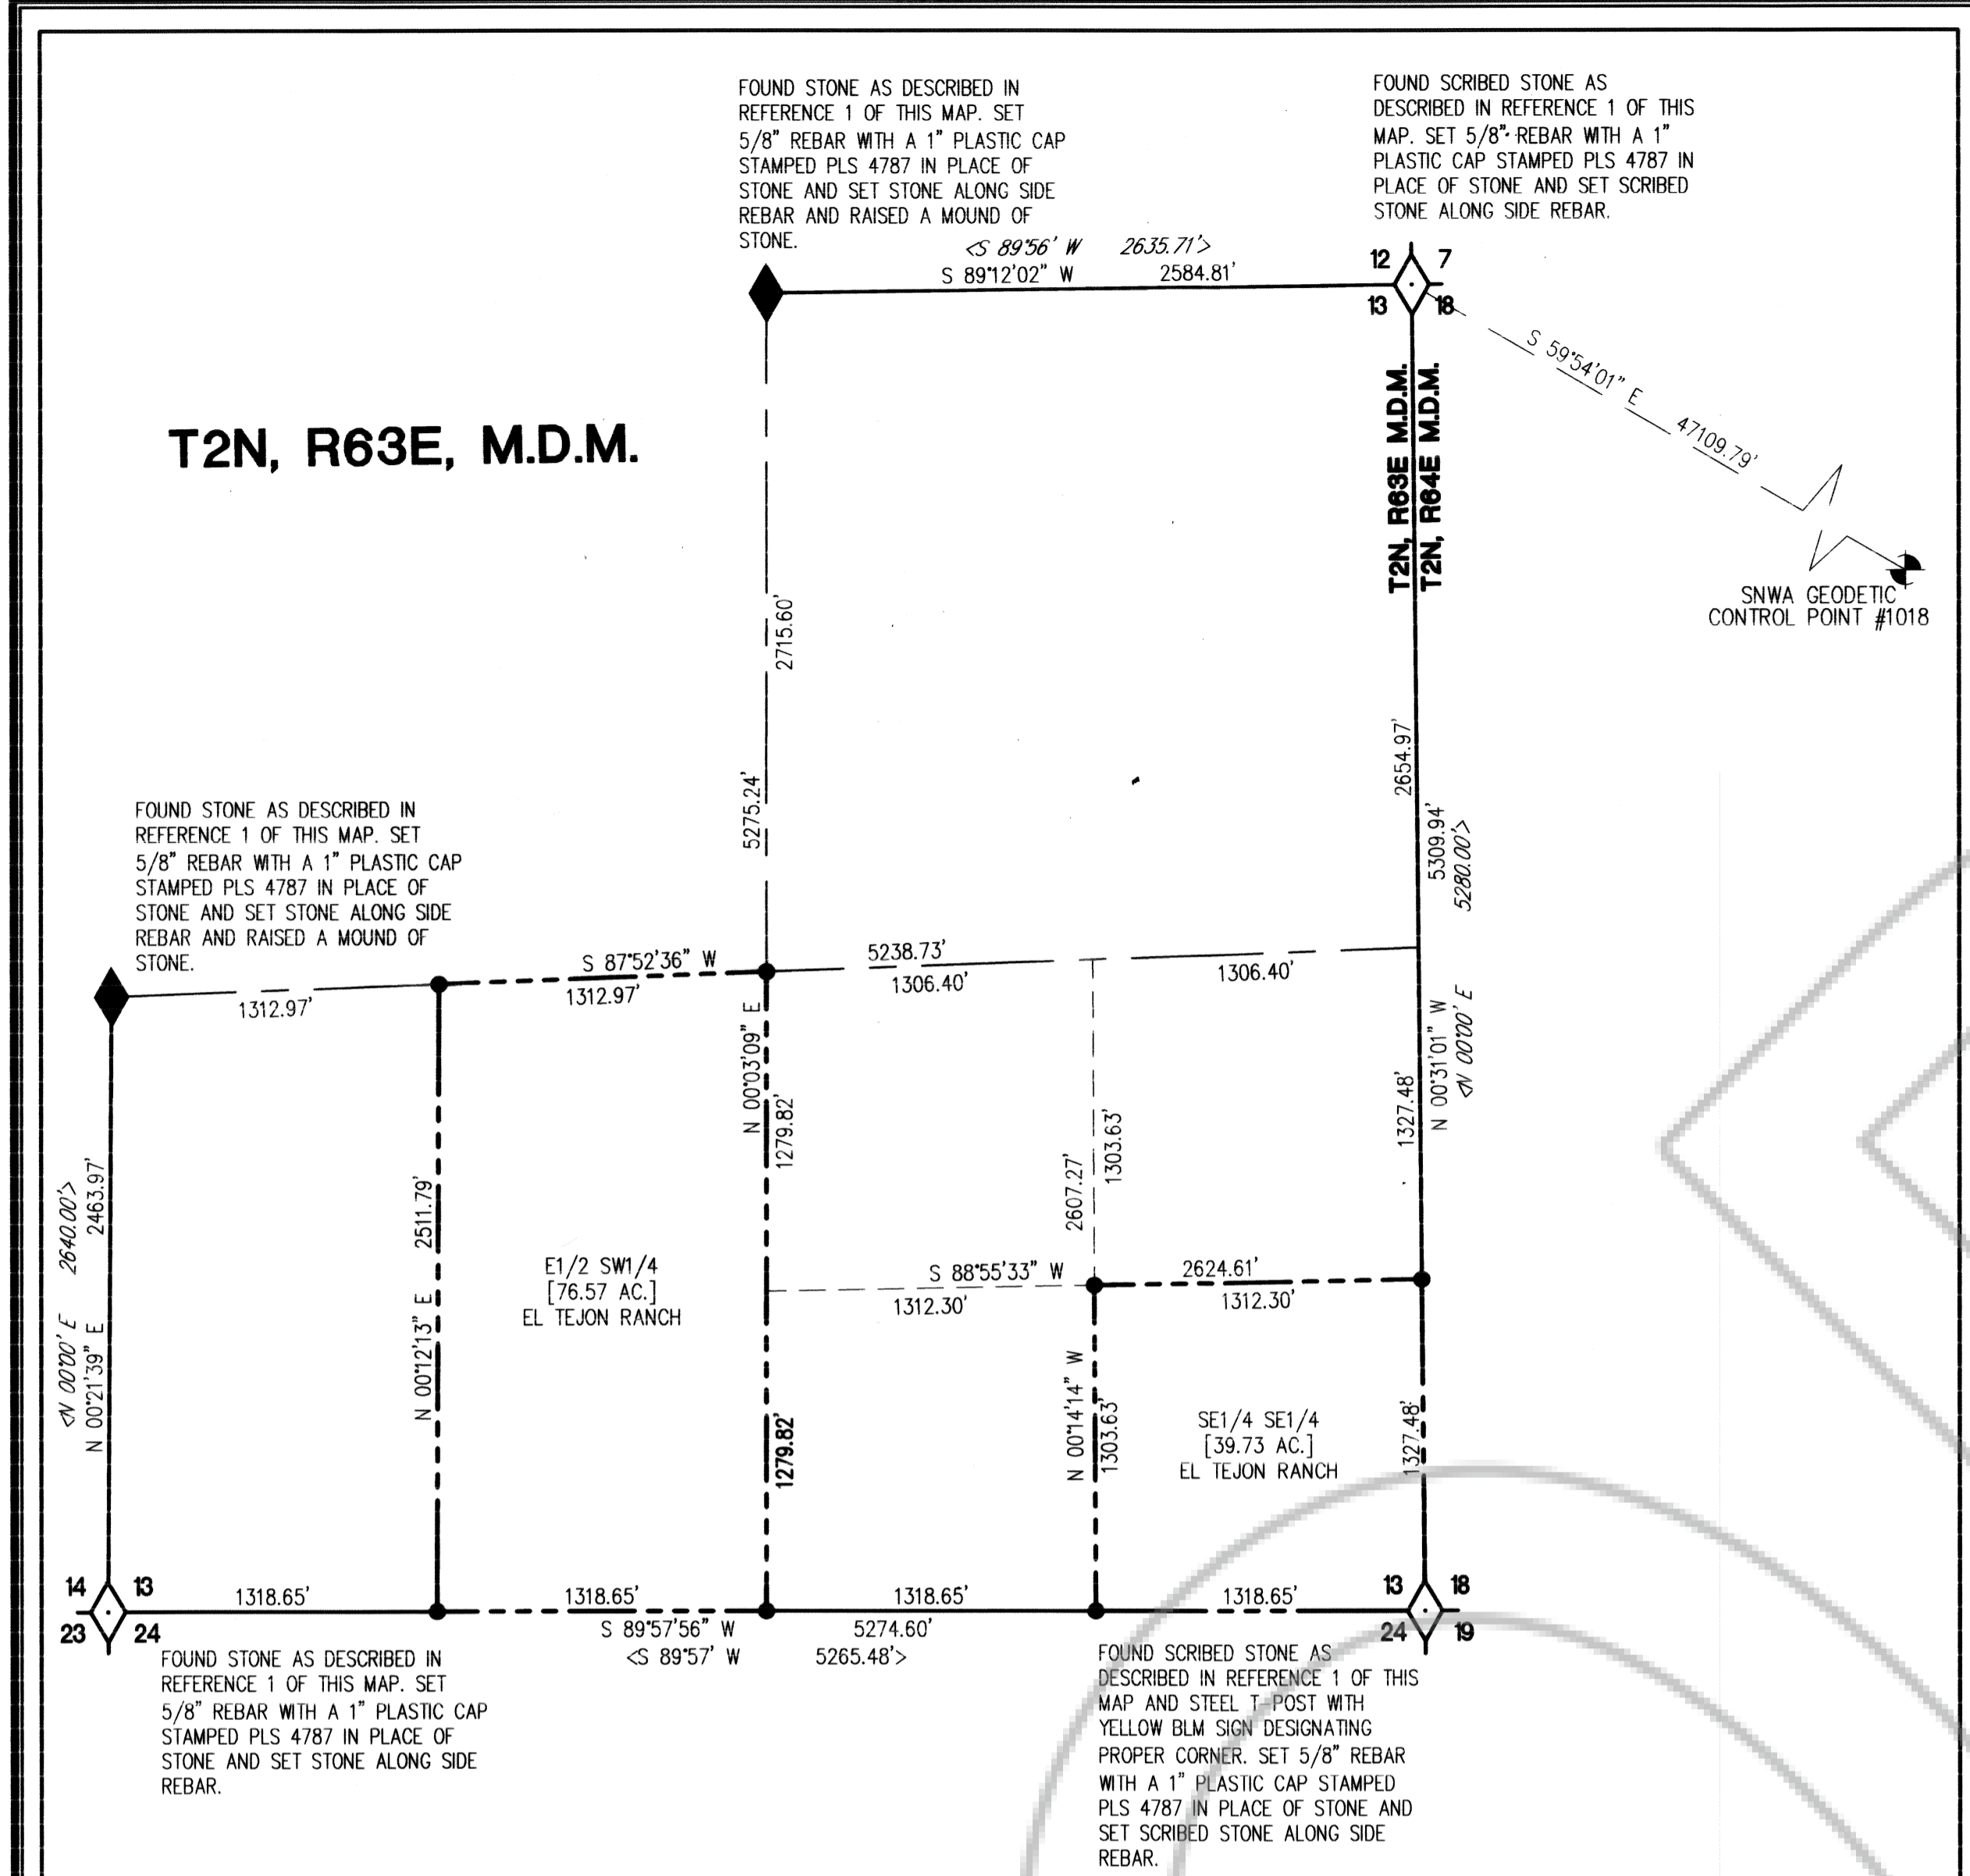 FOUND STONE AS DESCRIBED IN
REFERENCE 1 OF THIS MAP. SET
5/8" REBAR WITH A 1" PLASTIC CAP
STAMPED PLS 4787 IN PLACE OF
STONE AND SET STONE ALONG SIDE
REBAR AND RAISED A MOUND OF
STONE.
FOUND SCRIBED STONE AS
DESCRIBED IN REFERENCE 1 OF THIS
MAP. SET 5/8" REBAR WITH A 1"
PLASTIC CAP STAMPED PLS 4787 IN
PLACE OF STONE AND SET SCRIBED
STONE ALONG SIDE REBAR.
<S 89°56' W 2635.71'>
S 89°12'02" W 2584.81'
12 7
13 18
S 59°54'01" E 47109.79'
T2N, R63E M.D.M.
T2N, R64E M.D.M.
T2N, R63E, M.D.M.
SNWA GEODETIC
CONTROL POINT #1018
2715.60'
5275.24'
2654.97'
5309.94'
5280.00'>
FOUND STONE AS DESCRIBED IN
REFERENCE 1 OF THIS MAP. SET
5/8" REBAR WITH A 1" PLASTIC CAP
STAMPED PLS 4787 IN PLACE OF
STONE AND SET STONE ALONG SIDE
REBAR AND RAISED A MOUND OF
STONE.
S 87°52'36" W
5238.73'
1312.97'
1312.97'
1306.40'
1306.40'
N 00°03'09" E
1279.82'
N 00°31'01" W
<N 00°00' E
1327.48'
1303.63'
2607.27'
<N 00°00' E 2640.00'>
N 00°21'39" E 2463.97'
N 00°12'13" E 2511.79'
E1/2 SW1/4
[76.57 AC.]
EL TEJON RANCH
S 88°55'33" W
2624.61'
1312.30'
1312.30'
1279.82'
N 00°14'14" W
1303.63'
SE1/4 SE1/4
[39.73 AC.]
EL TEJON RANCH
1327.48'
14 13
23 24
1318.65'
1318.65'
1318.65'
1318.65'
S 89°57'56" W 5274.60'
<S 89°57' W 5265.48'>
13 18
24 19
FOUND STONE AS DESCRIBED IN
REFERENCE 1 OF THIS MAP. SET
5/8" REBAR WITH A 1" PLASTIC CAP
STAMPED PLS 4787 IN PLACE OF
STONE AND SET STONE ALONG SIDE
REBAR.
FOUND SCRIBED STONE AS
DESCRIBED IN REFERENCE 1 OF THIS
MAP AND STEEL T-POST WITH
YELLOW BLM SIGN DESIGNATING
PROPER CORNER. SET 5/8" REBAR
WITH A 1" PLASTIC CAP STAMPED
PLS 4787 IN PLACE OF STONE AND
SET SCRIBED STONE ALONG SIDE
REBAR.